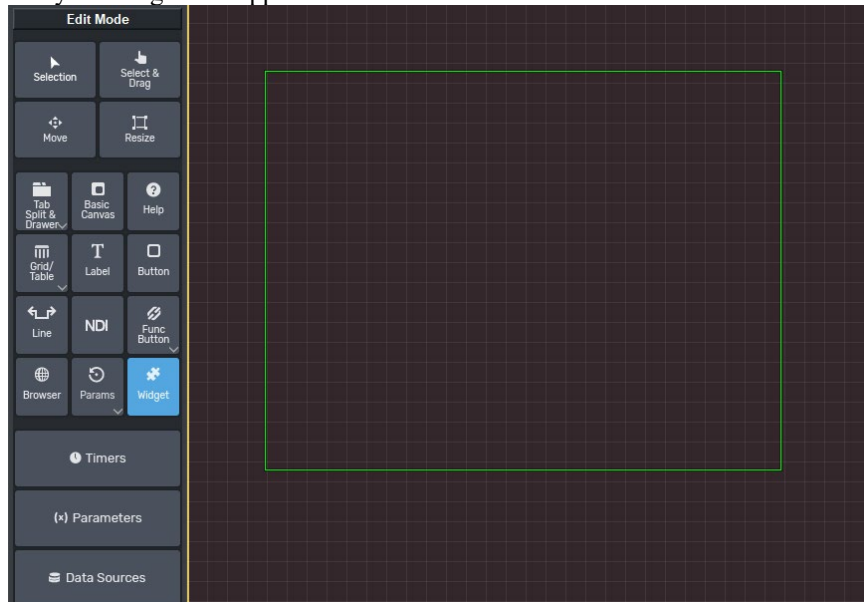 Edit Mode
Selection
Select &
Drag
Move
Resize
Tab
Split &
Drawer
Basic
Canvas
Help
Grid/
Table
T
Label
Button
Line
NDI
Func
Button
Browser
Params
Widget
Timers
(x) Parameters
Data Sources